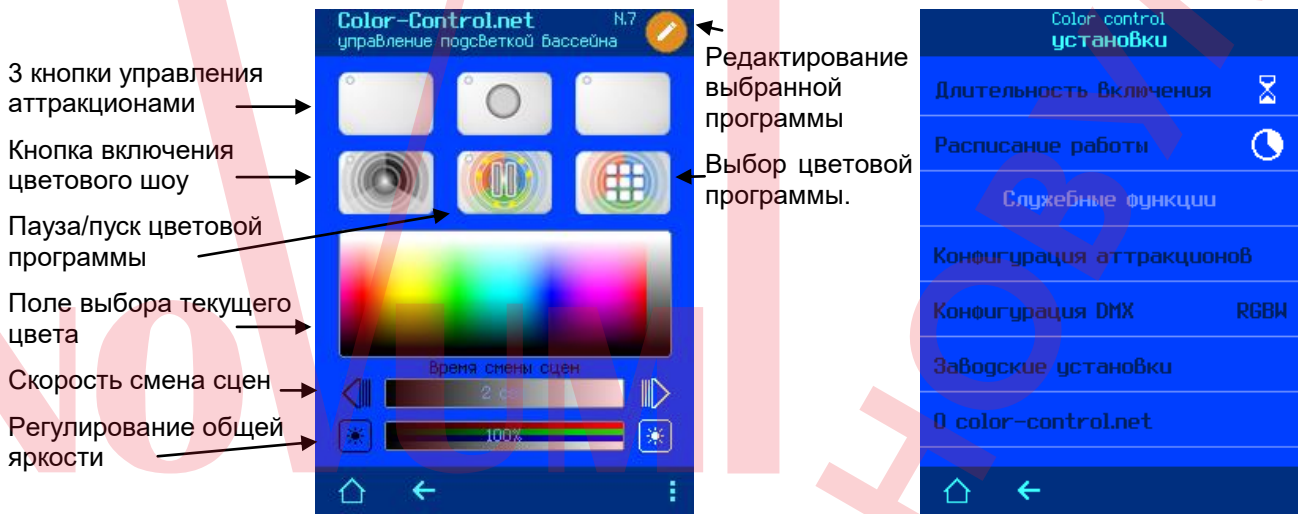 3 кнопки управления
аттракционами
Кнопка включения
цветового шоу
Пауза/пуск цветовой
программы
Поле выбора текущего
цвета
Скорость смена сцен
Регулирование общей
яркости
Color-Control.net
N.7
управление подсветкой бассейна
Время смены сцен
2
100%
Редактирование
выбранной
программы
Выбор цветовой
программы.
Color control
установки
Длительность включения
Расписание работы
Служебные функции
Конфигурация аттракционов
Конфигурация DMX RGBW
Заводские установки
О color-control.net
NOVUM
НОВУ